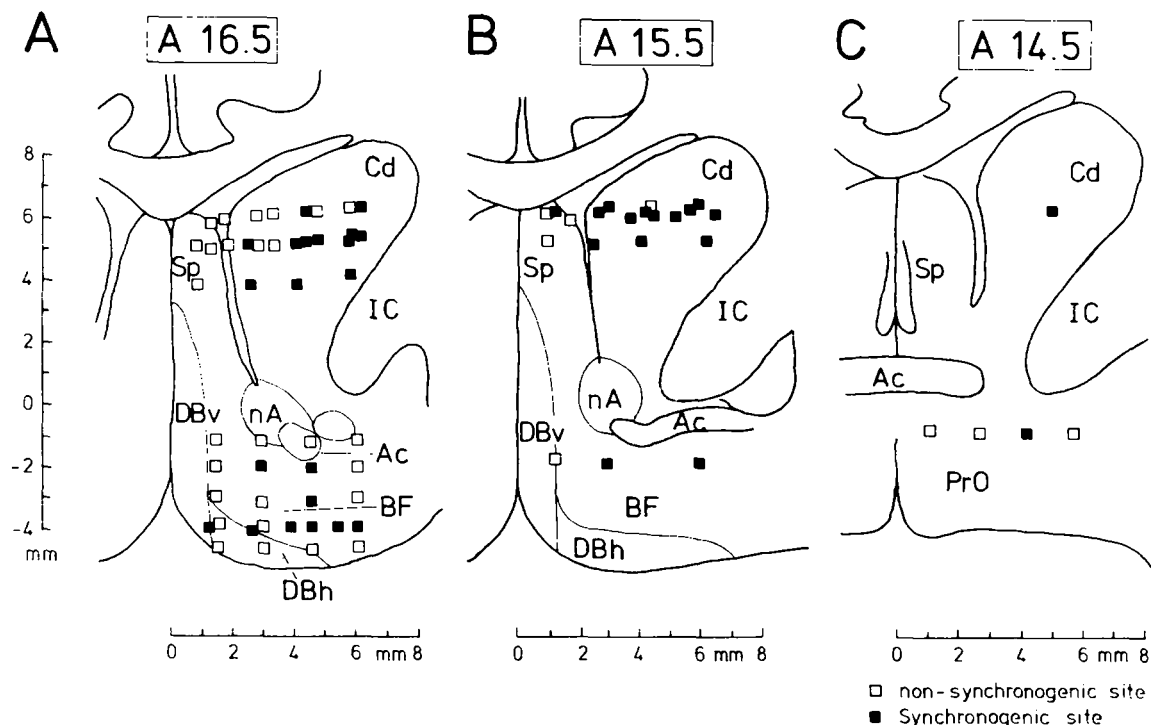 A
A 16.5
B
A 15.5
C
A 14.5
8
6
4
2
0
-2
-4
mm
Cd
Sp
IC
DBv
nA
Ac
BF
DBh
0 2 4 6 mm 8
Cd
Sp
IC
nA
DBv
Ac
BF
DBh
0 2 4 6 mm 8
Cd
Sp
IC
Ac
PrO
0 2 4 6 mm 8
non-synchronogenic site
Synchronogenic site